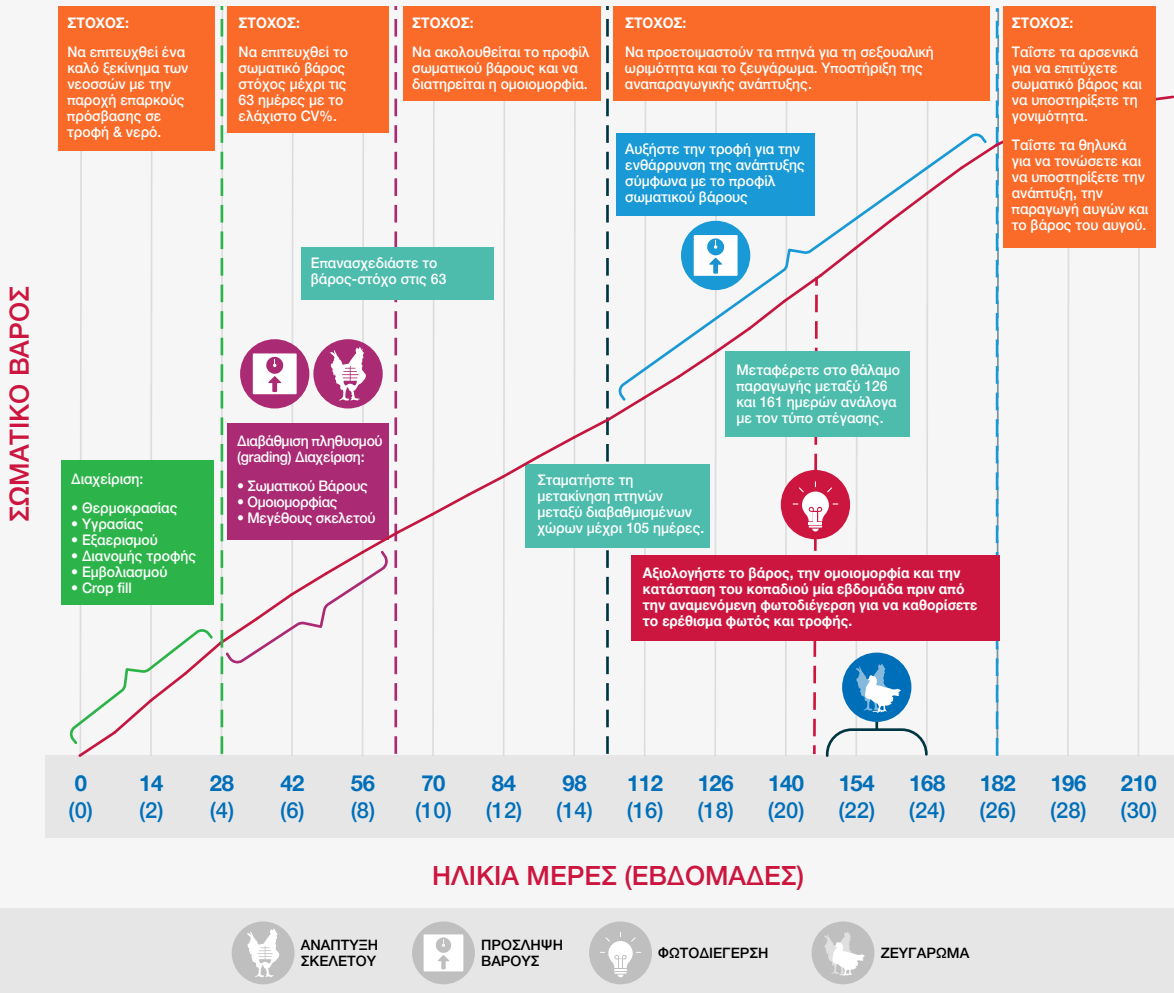 ΣΤΟΧΟΣ:
Να επιτευχθεί ένα
καλό ξεκίνημα των
νεοσσών με την
παροχή επαρκούς
πρόσβασης σε
τροφή & νερό.
ΣΤΟΧΟΣ:
Να επιτευχθεί το
σωματικό βάρος
στόχος μέχρι τις
63 ημέρες με το
ελάχιστο CV%.
ΣΤΟΧΟΣ:
Να ακολουθείται το προφίλ
σωματικού βάρους και να
διατηρείται η ομοιομορφία.
ΣΤΟΧΟΣ:
Να προετοιμαστούν τα πτηνά για τη σεξουαλική
ωριμότητα και το ζευγάρωμα. Υποστήριξη της
αναπαραγωγικής ανάπτυξης.
ΣΤΟΧΟΣ:
Ταΐστε τα αρσενικά
για να επιτύχετε
σωματικό βάρος και
να υποστηρίξετε τη
γονιμότητα.
Ταΐστε τα θηλυκά
για να τονώσετε και
να υποστηρίξετε την
ανάπτυξη, την
παραγωγή αυγών και
το βάρος του αυγού.
Αυξήστε την τροφή για την
ενθάρρυνση της ανάπτυξης
σύμφωνα με το προφίλ
σωματικού βάρους
Επανασχεδιάστε το
βάρος-στόχο στις 63
Μεταφέρετε στο θάλαμο
παραγωγής μεταξύ 126
και 161 ημερών ανάλογα
με τον τύπο στέγασης.
Διαβάθμιση πληθυσμού
(grading) Διαχείριση:
• Σωματικού Βάρους
• Ομοιομορφίας
• Μεγέθους σκελετού
Διαχείριση:
• Θερμοκρασίας
• Υγρασίας
• Εξαερισμού
• Διανομής τροφής
• Εμβολιασμού
• Crop fill
Σταματήστε τη
μετακίνηση πτηνών
μεταξύ διαβαθμισμένων
χώρων μέχρι 105 ημέρες.
Αξιολογήστε το βάρος, την ομοιομορφία και την
κατάσταση του κοπαδιού μία εβδομάδα πριν από
την αναμενόμενη φωτοδιέγερση για να καθορίσετε
το ερέθισμα φωτός και τροφής.
ΣΩΜΑΤΙΚΟ ΒΑΡΟΣ
0 14 28 42 56 70 84 98 112 126 140 154 168 182 196 210
(0) (2) (4) (6) (8) (10) (12) (14) (16) (18) (20) (22) (24) (26) (28) (30)
ΗΛΙΚΙΑ ΜΕΡΕΣ (ΕΒΔΟΜΑΔΕΣ)
ΑΝΑΠΤΥΞΗ
ΣΚΕΛΕΤΟΥ
ΠΡΟΣΛΗΨΗ
ΒΑΡΟΥΣ
ΦΩΤΟΔΙΕΓΕΡΣΗ
ΖΕΥΓΑΡΩΜΑ